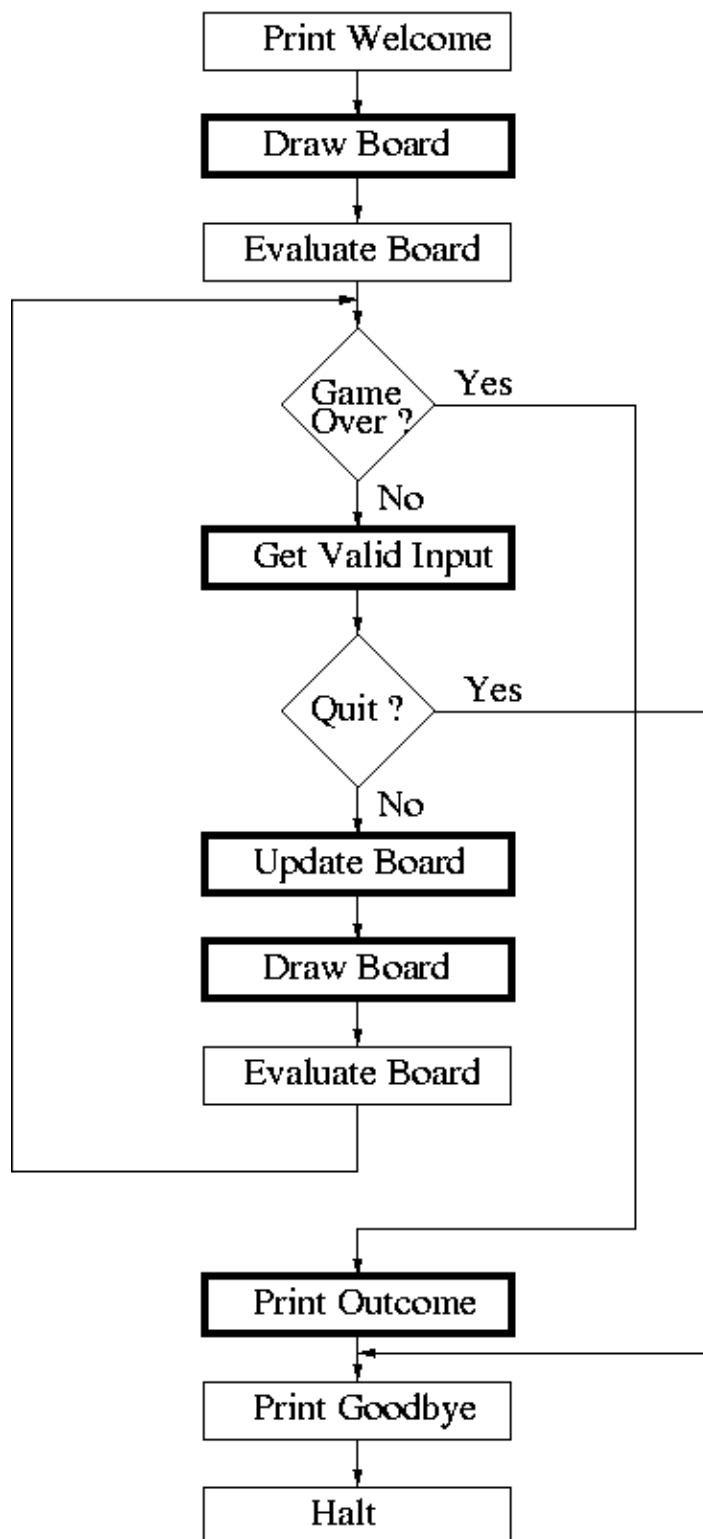 Print Welcome
Draw Board
Evaluate Board
Game
Over ?
Yes
No
Get Valid Input
Quit ?
Yes
No
Update Board
Draw Board
Evaluate Board
Print Outcome
Print Goodbye
Halt